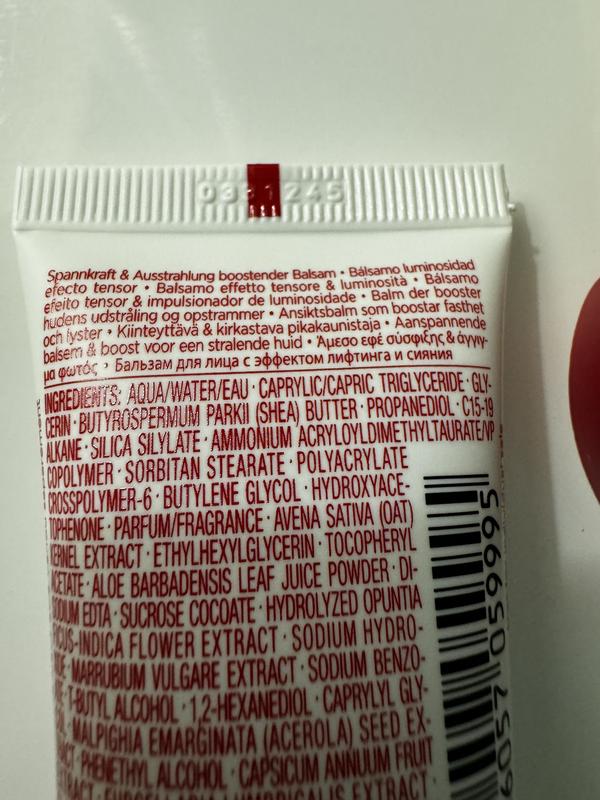 245
Spannkraft & Ausstrahlung boostender Balsam • Bálsamo luminosidad
efecto tensor • Balsamo effetto tensore & luminosità • Bálsamo
efeito tensor & impulsionador de luminosidade • Balm der booster
hudens udstråling og opstrammer • Ansiktsbalm som boostar fasthet
och lyster • Kiinteyttävä & kirkastava pikakaunistaja • Aanspannende
balsem & boost voor een stralende huid • Άμεσο εφέ σύσφιξης & άγγιγ-
μα φωτός • Бальзам для лица с эффектом лифтинга и сияния
INGREDIENTS: AQUA/WATER/EAU • CAPRYLIC/CAPRIC TRIGLYCERIDE • GLY-
CERIN • BUTYROSPERMUM PARKII (SHEA) BUTTER • PROPANEDIOL • C15-19
ALKANE • SILICA SILYLATE • AMMONIUM ACRYLOYLDIMETHYLTAURATE/VP
COPOLYMER • SORBITAN STEARATE • POLYACRYLATE
CROSSPOLYMER-6 • BUTYLENE GLYCOL • HYDROXYACE-
TOPHENONE • PARFUM/FRAGRANCE • AVENA SATIVA (OAT)
KERNEL EXTRACT • ETHYLHEXYLGLYCERIN • TOCOPHERYL
ACETATE • ALOE BARBADENSIS LEAF JUICE POWDER • DI-
SODIUM EDTA • SUCROSE COCOATE • HYDROLYZED OPUNTIA
FICUS-INDICA FLOWER EXTRACT • SODIUM HYDRO-
• MARRUBIUM VULGARE EXTRACT • SODIUM BENZO-
• T-BUTYL ALCOHOL • 1,2-HEXANEDIOL • CAPRYLYL GLY-
• MALPIGHIA EMARGINATA (ACEROLA) SEED EX-
• PHENETHYL ALCOHOL • CAPSICUM ANNUUM FRUIT
6057 059995